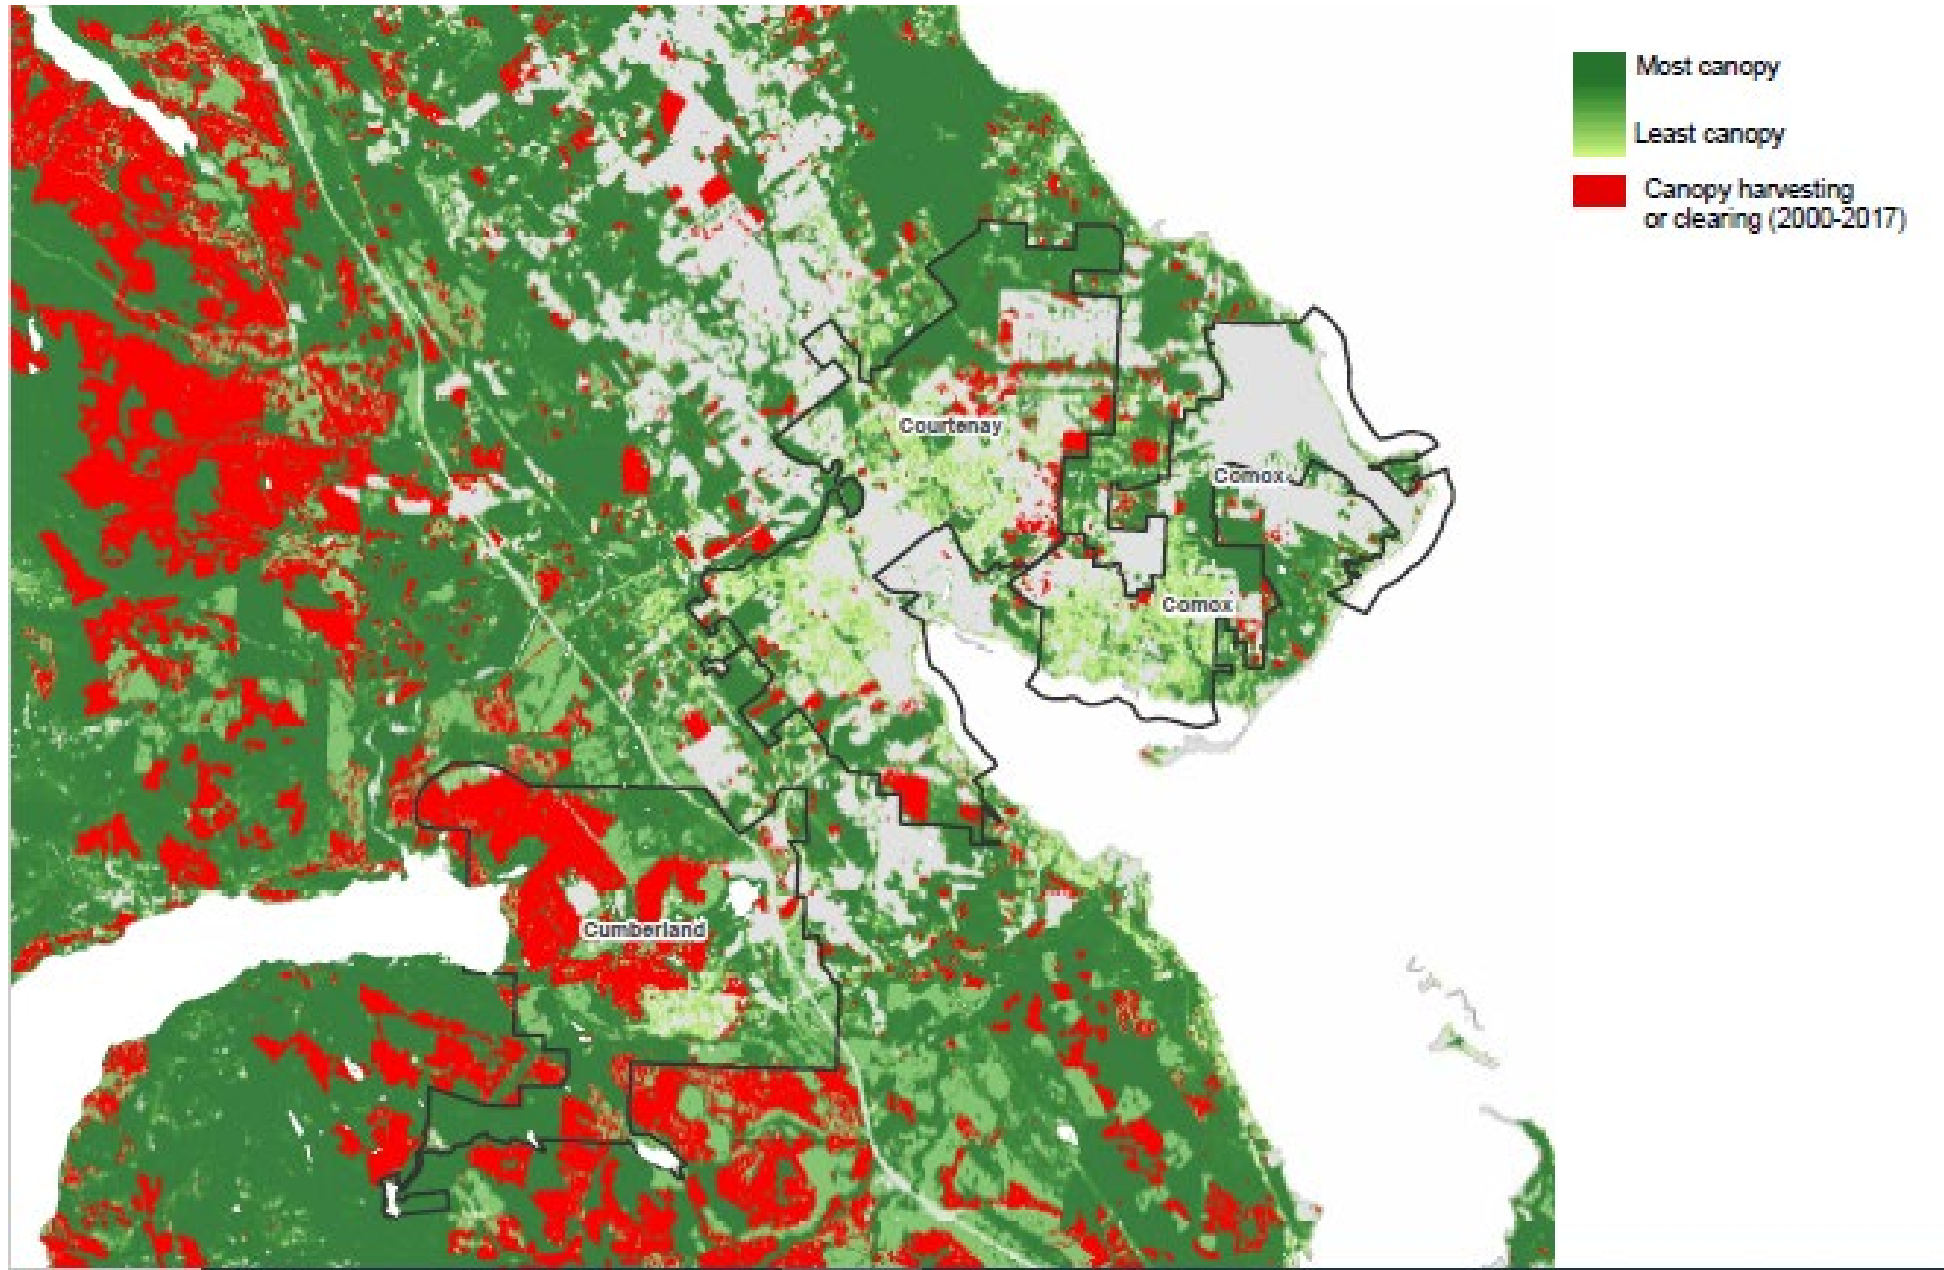 Most canopy
Least canopy
Canopy harvesting
or clearing (2000-2017)
Courtenay
Comox
Comox
Cumberland